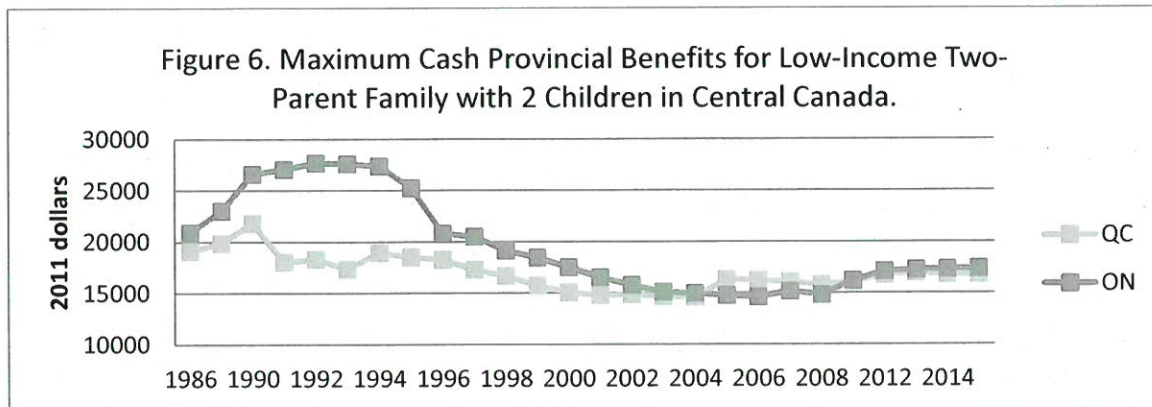 Figure 6. Maximum Cash Provincial Benefits for Low-Income Two-
Parent Family with 2 Children in Central Canada.
2011 dollars
30000
25000
20000
15000
10000
1986 1990 1992 1994 1996 1998 2000 2002 2004 2006 2008 2012 2014
QC
ON